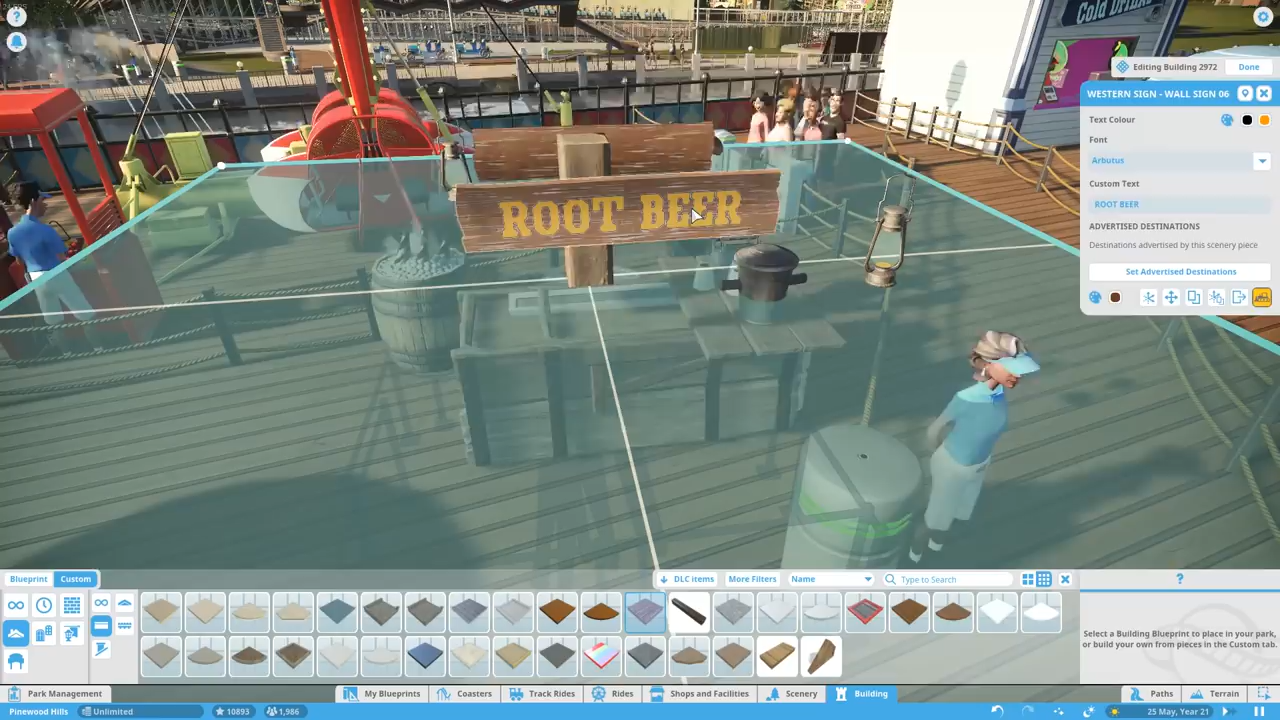 Cold Drinks
Editing Building 2972
Done
WESTERN SIGN - WALL SIGN 06
Text Colour
Font
Arbutus
Custom Text
ROOT BEER
ADVERTISED DESTINATIONS
Destinations advertised by this scenery piece
Set Advertised Destinations
ROOT BEER
Blueprint
Custom
DLC items
More Filters
Name
Type to Search
?
Select a Building Blueprint to place in your park,
or build your own from pieces in the Custom tab.
Park Management
My Blueprints
Coasters
Track Rides
Rides
Shops and Facilities
Scenery
Building
Paths
Terrain
Pinewood Hills
Unlimited
10893
1,986
25 May, Year 21